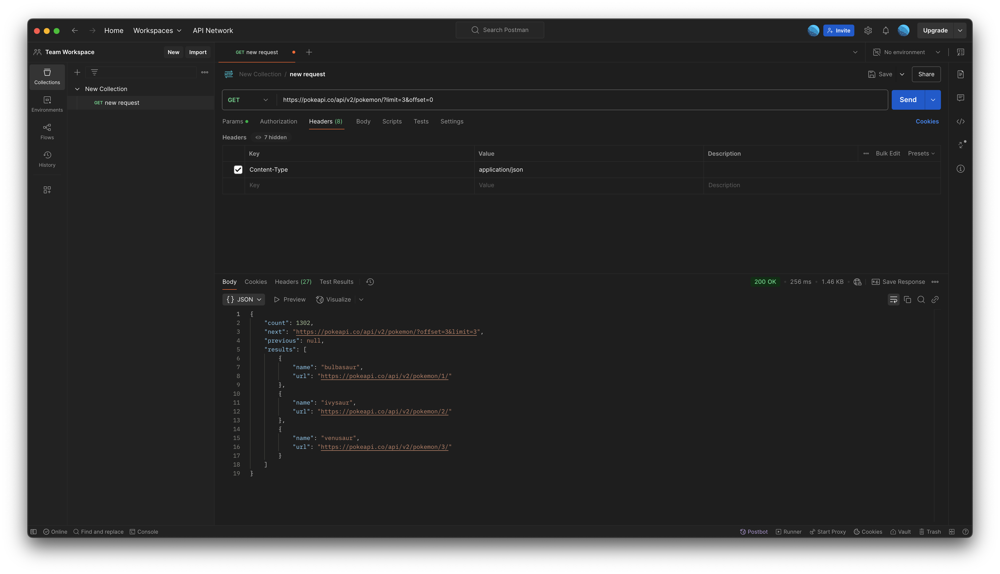 Home Workspaces API Network Search Postman Invite Upgrade
Team Workspace New Import GET new request No environment
Collections
Environments
Flows
History
New Collection
GET new request
HTTP New Collection / new request Save Share
GET https://pokeapi.co/api/v2/pokemon/?limit=3&offset=0 Send
Params Authorization Headers (8) Body Scripts Tests Settings Cookies
Headers 7 hidden
Key Value Description Bulk Edit Presets
Content-Type application/json
Key Value Description
Body Cookies Headers (27) Test Results 200 OK • 256 ms • 1.46 KB • e.g. Save Response
{} JSON Preview Visualize
1 {
2 "count": 1302,
3 "next": "https://pokeapi.co/api/v2/pokemon/?offset=3&limit=3",
4 "previous": null,
5 "results": [
6 {
7 "name": "bulbasaur",
8 "url": "https://pokeapi.co/api/v2/pokemon/1/"
9 },
10 {
11 "name": "ivysaur",
12 "url": "https://pokeapi.co/api/v2/pokemon/2/"
13 },
14 {
15 "name": "venusaur",
16 "url": "https://pokeapi.co/api/v2/pokemon/3/"
17 }
18 ]
19 }
Online Find and replace Console Postbot Runner Start Proxy Cookies Vault Trash